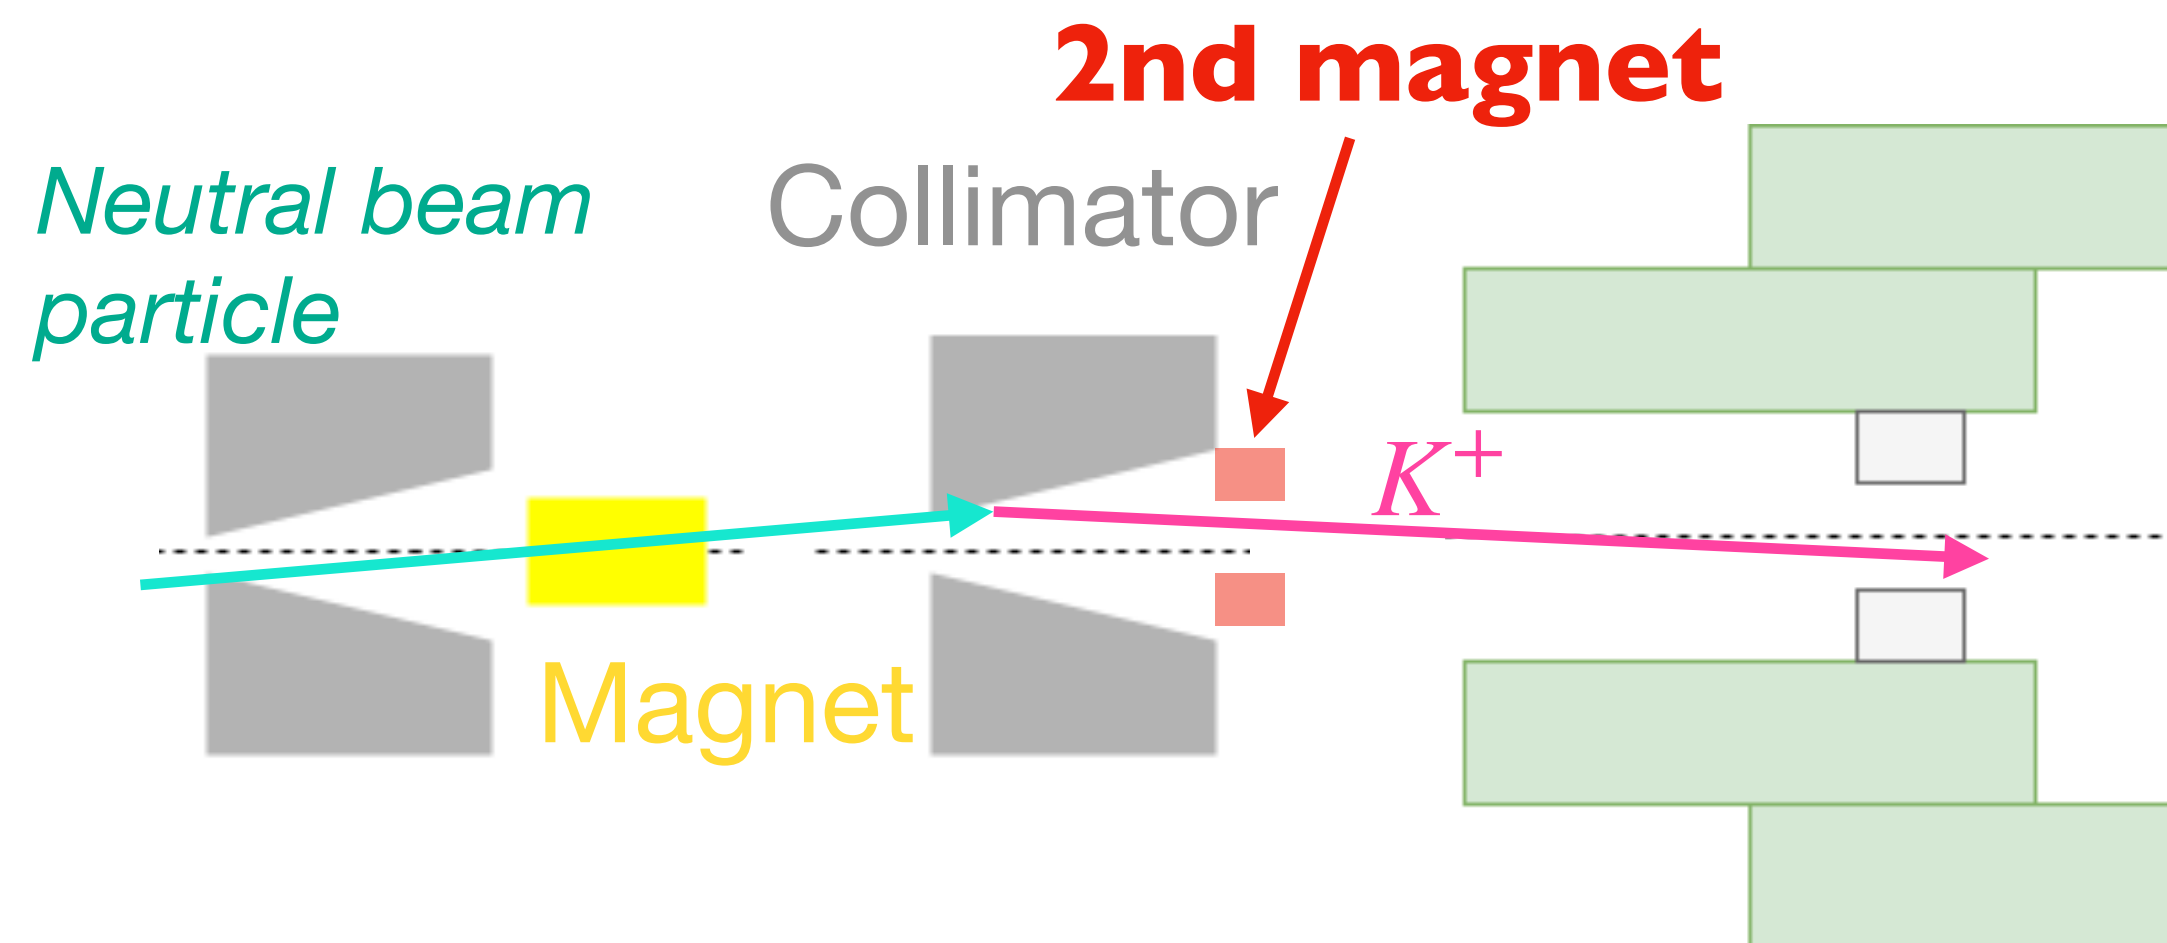 2nd magnet
Neutral beam
particle
Collimator
K⁺
Magnet